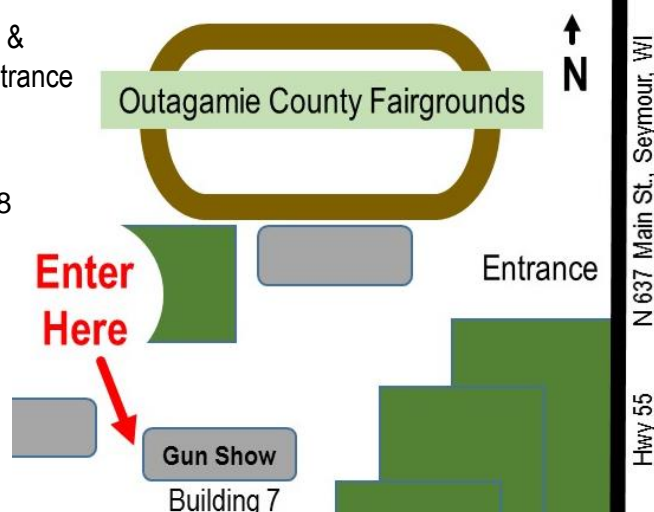 &
trance
8
Outagamie County Fairgrounds
N
Enter
Here
Entrance
Gun Show
Building 7
Hwy 55 N 637 Main St., Seymour, WI